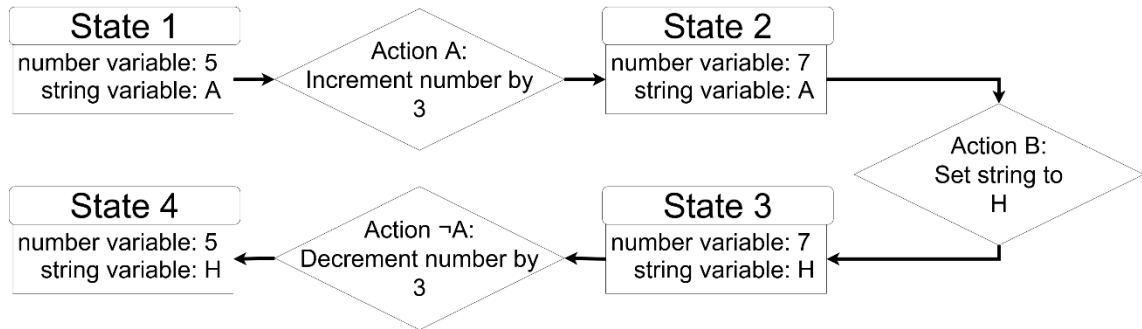 State 1
number variable: 5
string variable: A
Action A:
Increment number by
3
State 2
number variable: 7
string variable: A
Action B:
Set string to
H
State 3
number variable: 7
string variable: H
Action ¬A:
Decrement number by
3
State 4
number variable: 5
string variable: H